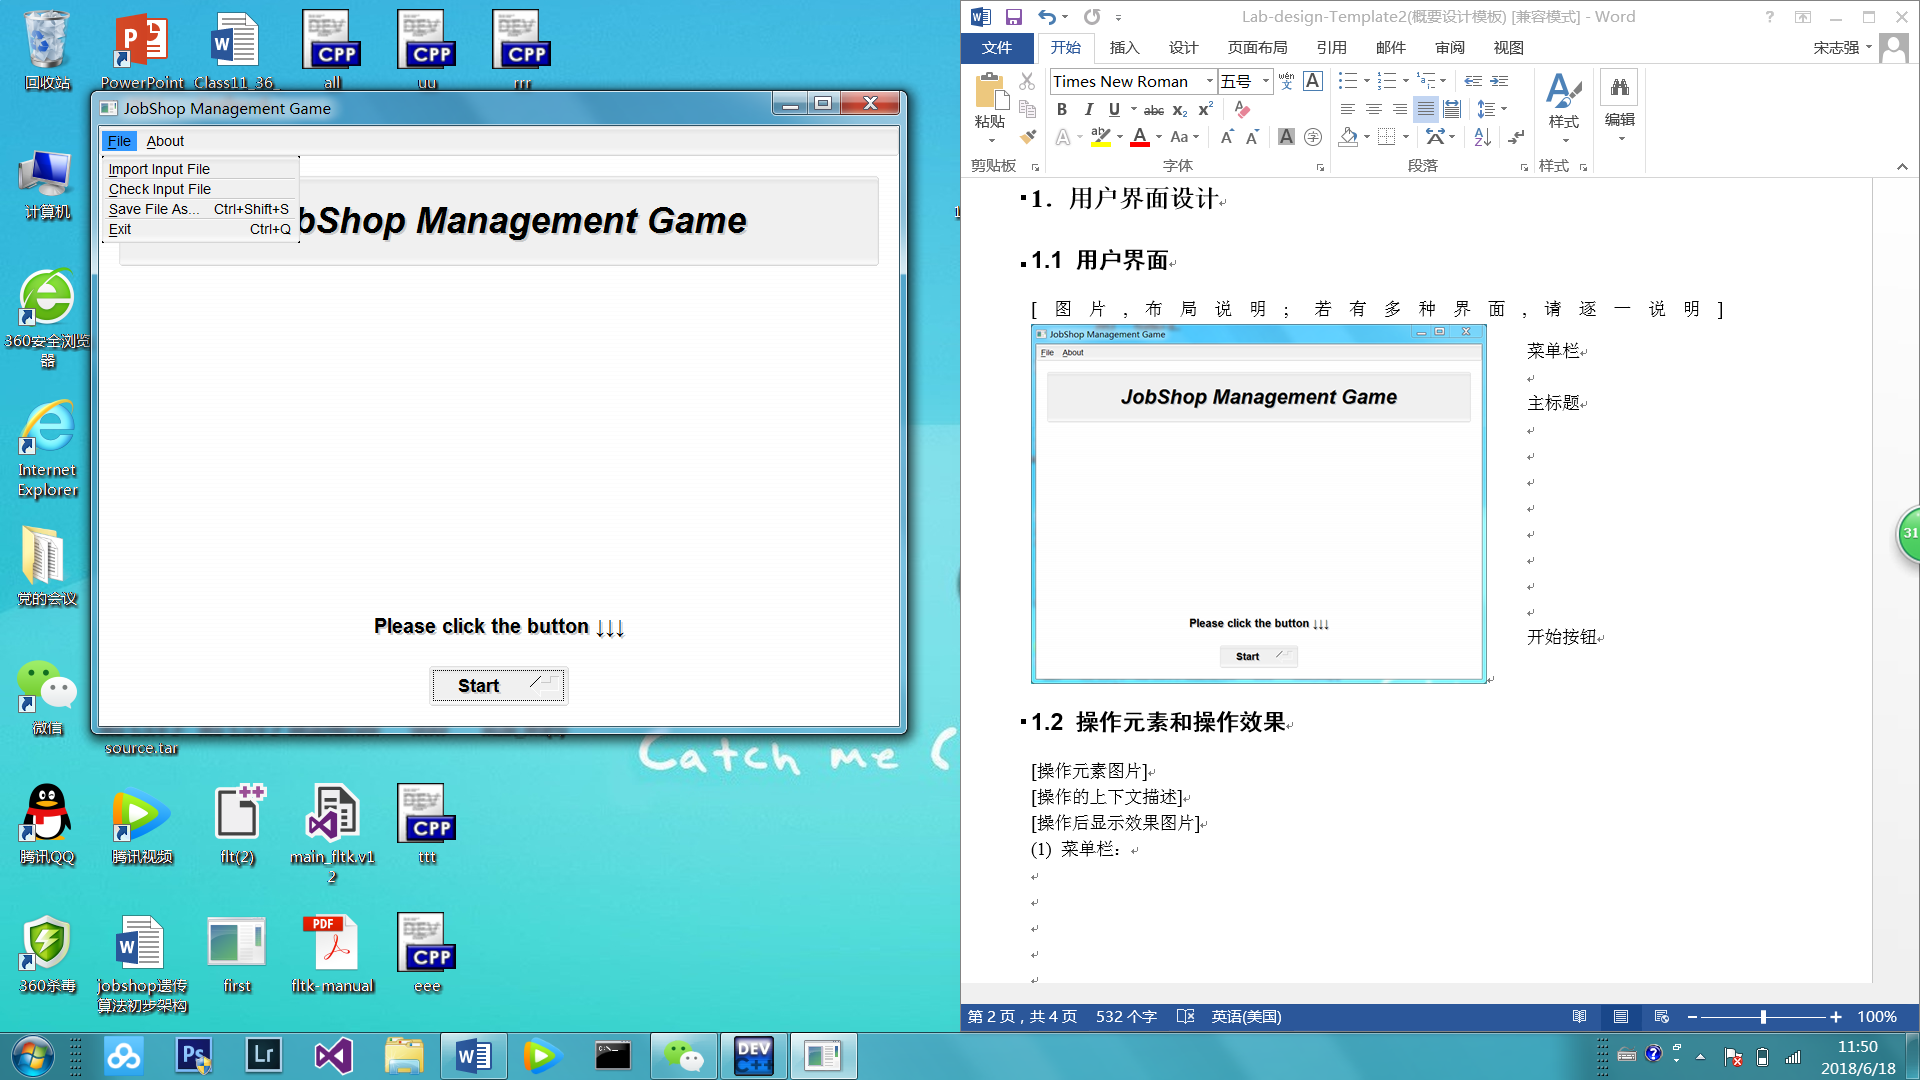 回收站
PowerPoint
Class11_36
all
uu
rrr
计算机
360安全浏览器
Internet
Explorer
党的会议
微信
source.tar
腾讯QQ
腾讯视频
flt(2)
main_fltk.v1
2
ttt
360杀毒
jobshop遗传
算法初步架构
first
fltk-manual
eee
JobShop Management Game
File About
Import Input File
Check Input File
Save File As... Ctrl+Shift+S
Exit Ctrl+Q
bShop Management Game
Please click the button ↓↓↓
Start
Catch me
Lab-design-Template2(概要设计模板) [兼容模式] - Word
文件 开始 插入 设计 页面布局 引用 邮件 审阅 视图 宋志强
Times New Roman 五号
粘贴 样式 编辑
剪贴板 字体 段落 样式
1. 用户界面设计
1.1 用户界面
[图片,布局说明;若有多种界面,请逐一说明]
JobShop Management Game
File About
JobShop Management Game
Please click the button ↓↓↓
Start
菜单栏
主标题
开始按钮
1.2 操作元素和操作效果
[操作元素图片]
[操作的上下文描述]
[操作后显示效果图片]
(1) 菜单栏:
31
第 2 页,共 4 页 532 个字 英语(美国) 100%
11:50
2018/6/18